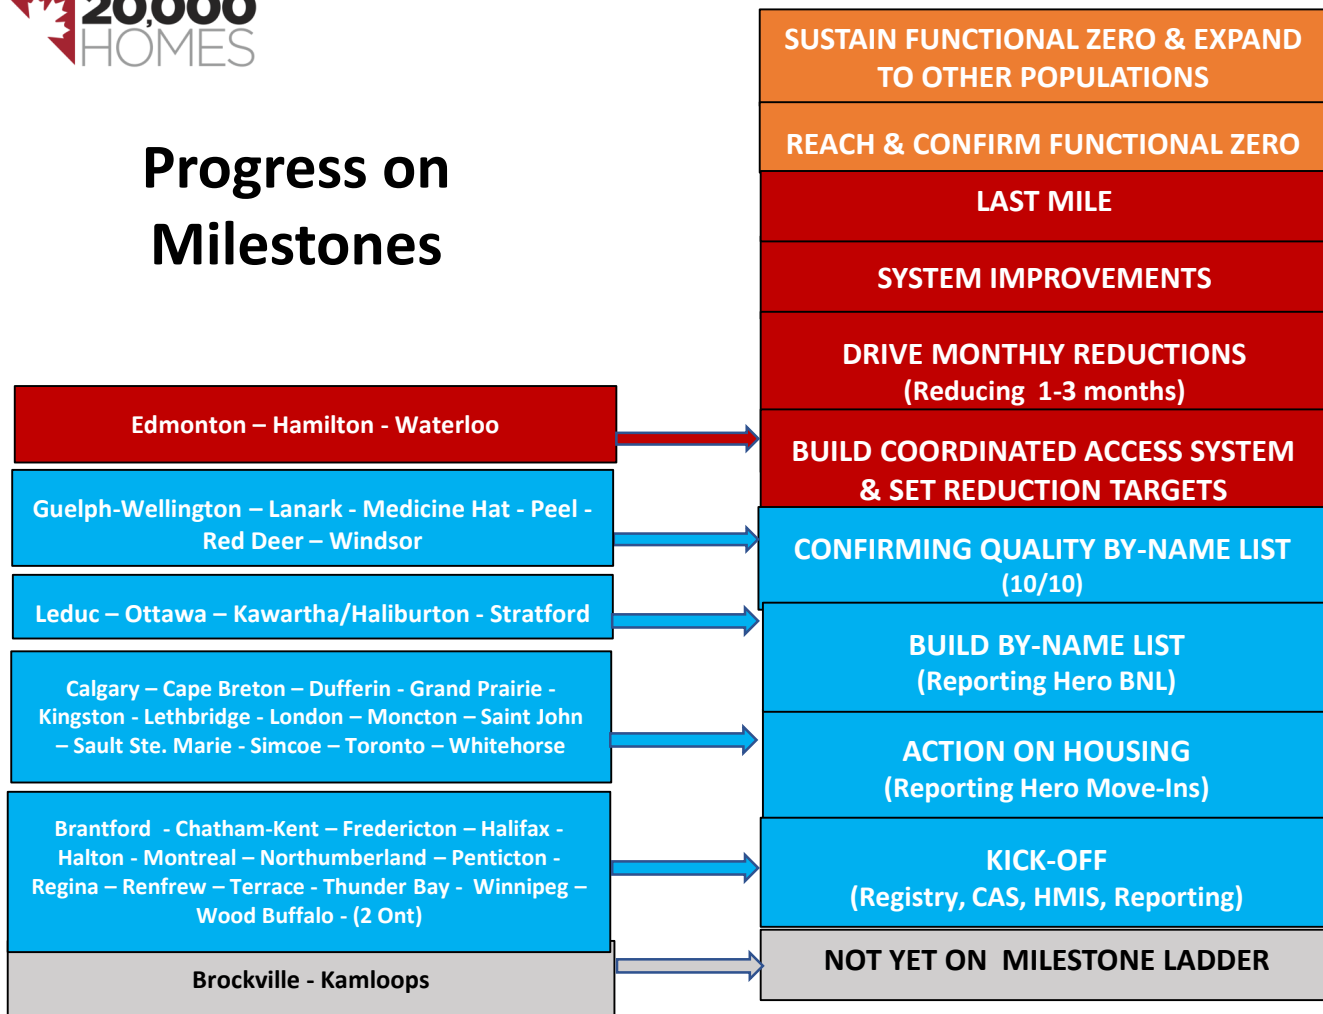 20,000
HOMES
Progress on
Milestones
SUSTAIN FUNCTIONAL ZERO & EXPAND
TO OTHER POPULATIONS
REACH & CONFIRM FUNCTIONAL ZERO
LAST MILE
SYSTEM IMPROVEMENTS
DRIVE MONTHLY REDUCTIONS
(Reducing 1-3 months)
Edmonton – Hamilton - Waterloo
BUILD COORDINATED ACCESS SYSTEM
& SET REDUCTION TARGETS
Guelph-Wellington – Lanark - Medicine Hat - Peel -
Red Deer – Windsor
CONFIRMING QUALITY BY-NAME LIST
(10/10)
Leduc – Ottawa – Kawartha/Haliburton - Stratford
BUILD BY-NAME LIST
(Reporting Hero BNL)
Calgary – Cape Breton – Dufferin - Grand Prairie -
Kingston - Lethbridge - London – Moncton – Saint John
– Sault Ste. Marie - Simcoe – Toronto – Whitehorse
ACTION ON HOUSING
(Reporting Hero Move-Ins)
Brantford - Chatham-Kent – Fredericton – Halifax -
Halton - Montreal – Northumberland – Penticton -
Regina – Renfrew – Terrace - Thunder Bay - Winnipeg –
Wood Buffalo - (2 Ont)
KICK-OFF
(Registry, CAS, HMIS, Reporting)
Brockville - Kamloops
NOT YET ON MILESTONE LADDER